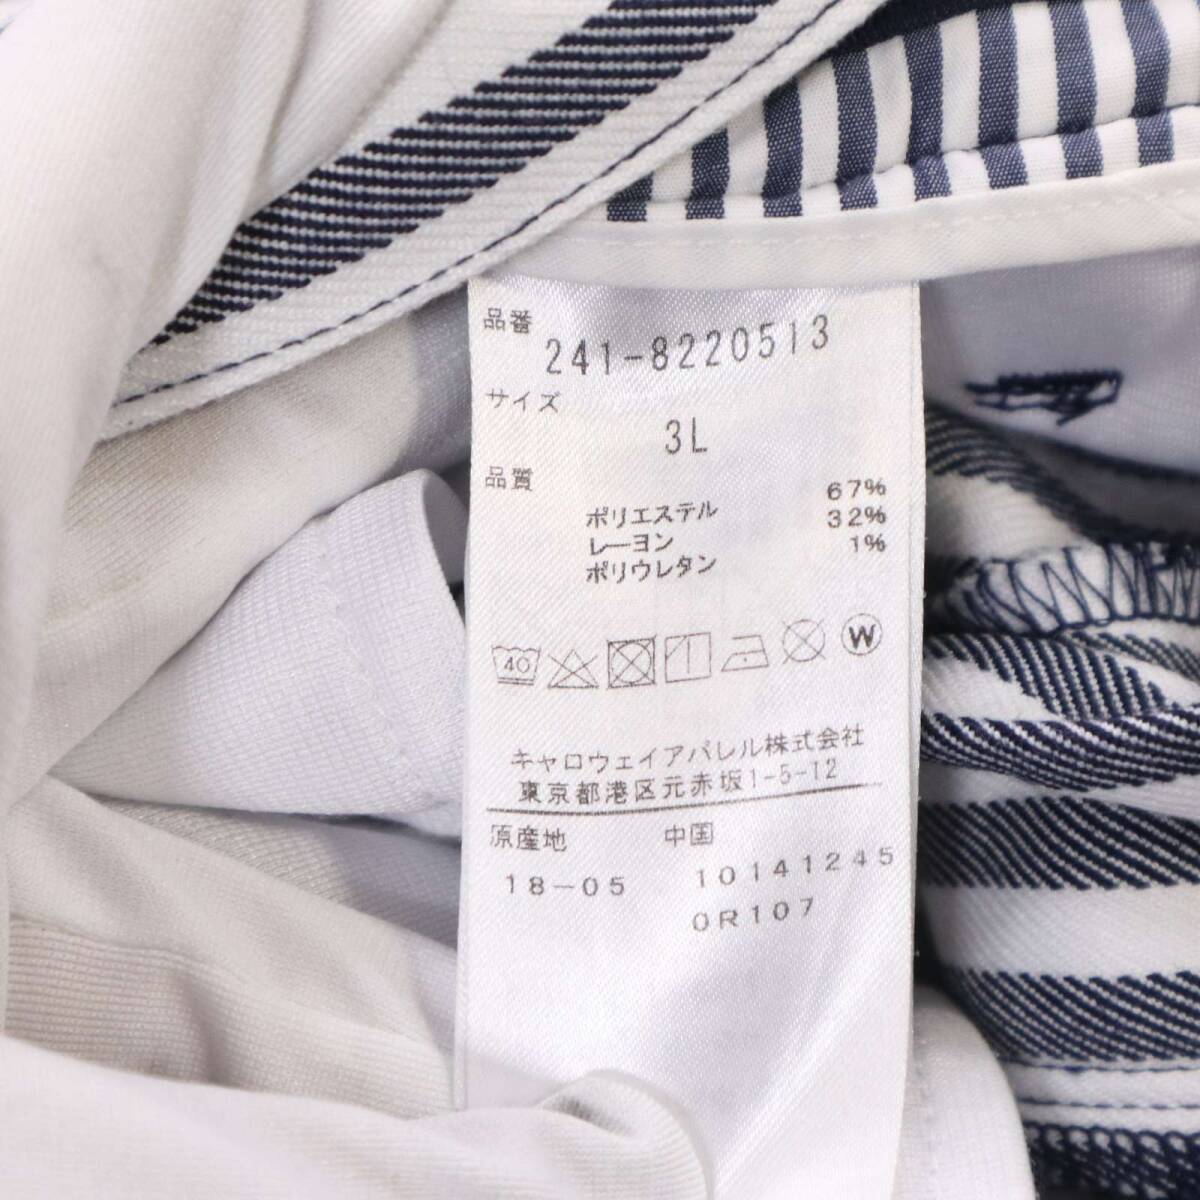 品番
241-8220513
サイズ
3L
品質
ポリエステル 67%
レーヨン 32%
ポリウレタン 1%
40 W
キャロウェイアパレル株式会社
東京都港区元赤坂1-5-12
原産地 中国
18-05 10141245
0R107